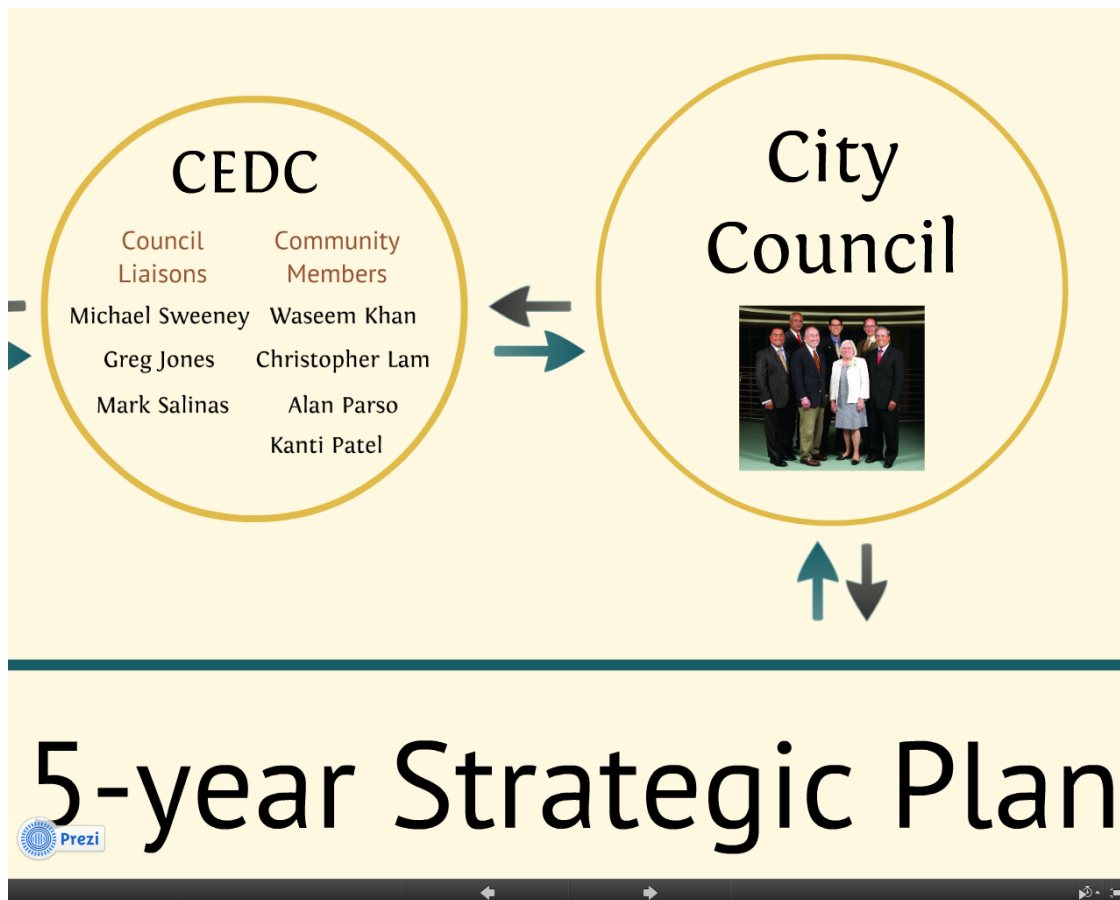 CEDC
Council
Liaisons
Michael Sweeney
Greg Jones
Mark Salinas
Community
Members
Waseem Khan
Christopher Lam
Alan Parso
Kanti Patel
City
Council
5-year Strategic Plan
Prezi